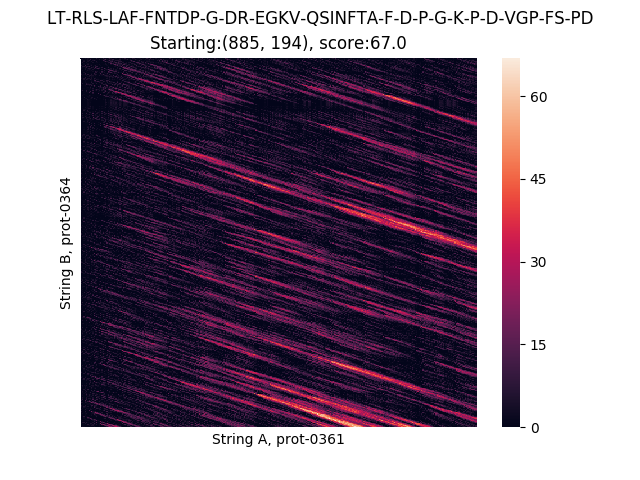 LT-RLS-LAF-FNTDP-G-DR-EGKV-QSINFTA-F-D-P-G-K-P-D-VGP-FS-PD
Starting:(885, 194), score:67.0
60
45
30
15
0
String B, prot-0364
String A, prot-0361